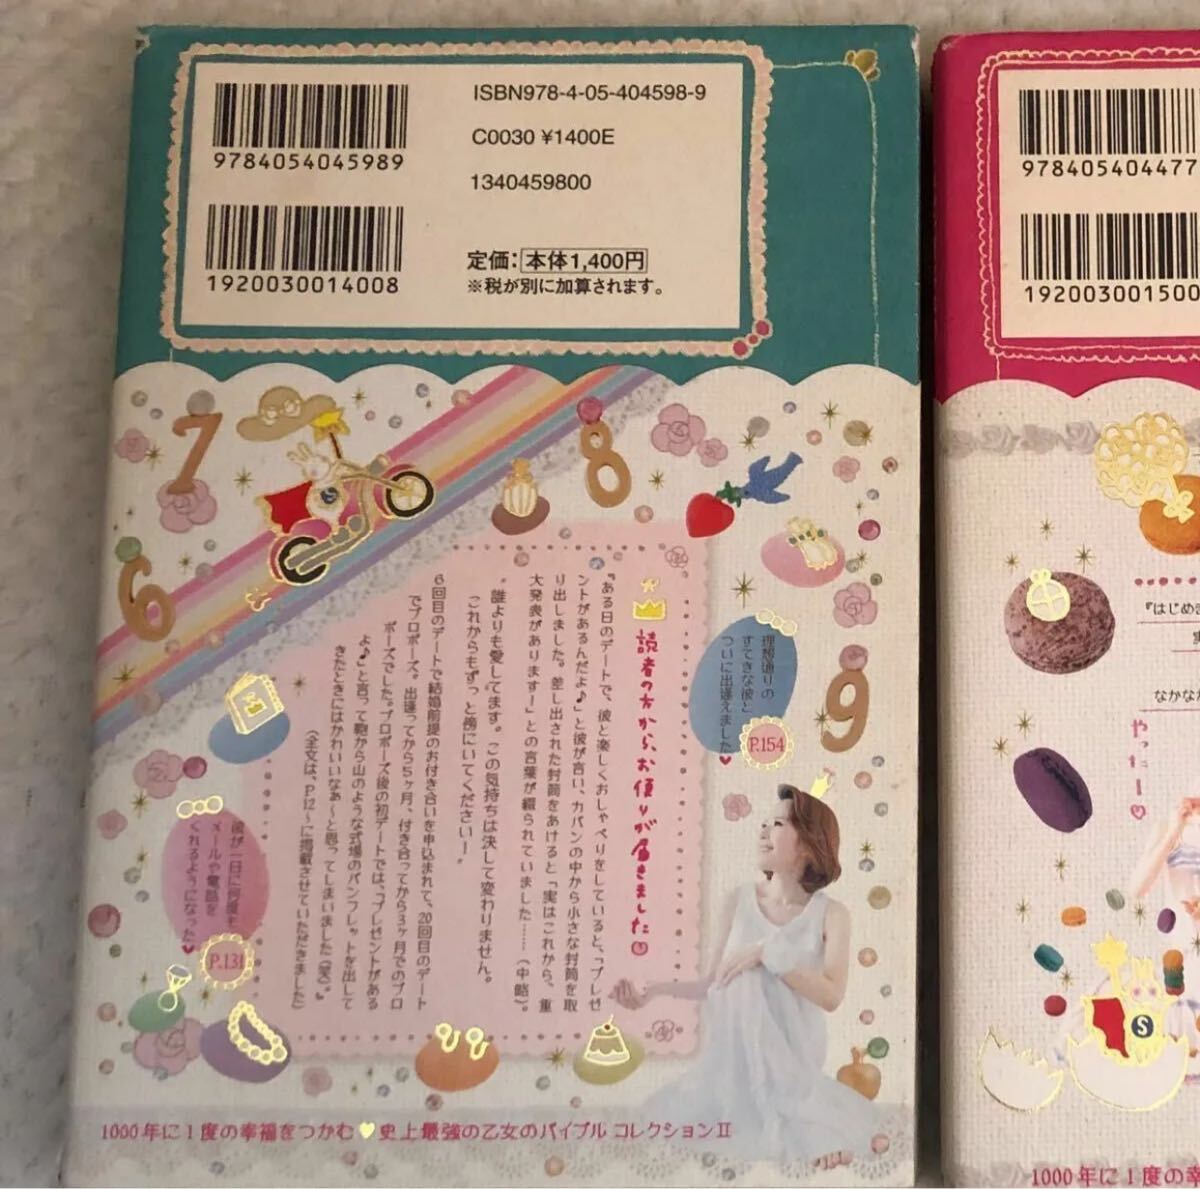 ISBN978-4-05-404598-9
9784054045989
C0030 ¥1400E
1340459800
1920030014008
定価：本体1,400円
※税が別に加算されます。
7
8
6
9
読者の方から、お便りが届きました
『ある日のデートで、彼と楽しくおしゃべりをしていると、「プレゼ
ントがあるんだよ♪」と彼が言い、カバンの中から小さな封筒を取
り出しました。差し出された封筒をあけると「実はこれから、重
大発表があります！」との言葉が綴られていました……（中略）。
“誰よりも愛してます。この気持ちは決して変わりません。
これからもずっと傍にいてください！”
6回目のデートで結婚前提のお付き合いを申込まれて、20回目のデート
でプロポーズ。出逢ってから5ヶ月、付き合ってから3ヶ月でのプロ
ポーズでした。プロポーズ後の初デートでは、「プレゼントがある
よ♪」と言って鞄から山のような式場のパンフレットを出して
きたときにはかわいいなぁ～と思ってしまいました（笑）。』
（全文は、P.12～に掲載させていただきました）
理想通りの
すてきな彼と
ついに出逢えました♥
P.154
彼が一日に何度も
メールや電話を
くれるようになった♥
P.131
S
1000年に1度の幸福をつかむ♥史上最強の乙女のバイブル コレクションⅡ
978405404477
192003001500
『はじめ
なかなか
やったー♡
S
1000年に1度の幸